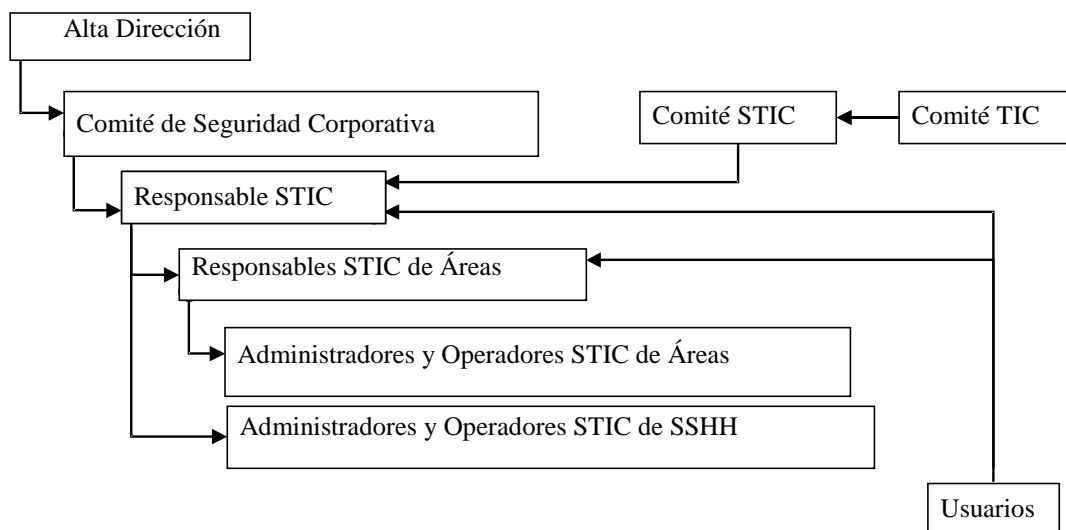 Alta Dirección
Comité de Seguridad Corporativa
Comité STIC
Comité TIC
Responsable STIC
Responsables STIC de Áreas
Administradores y Operadores STIC de Áreas
Administradores y Operadores STIC de SSHH
Usuarios